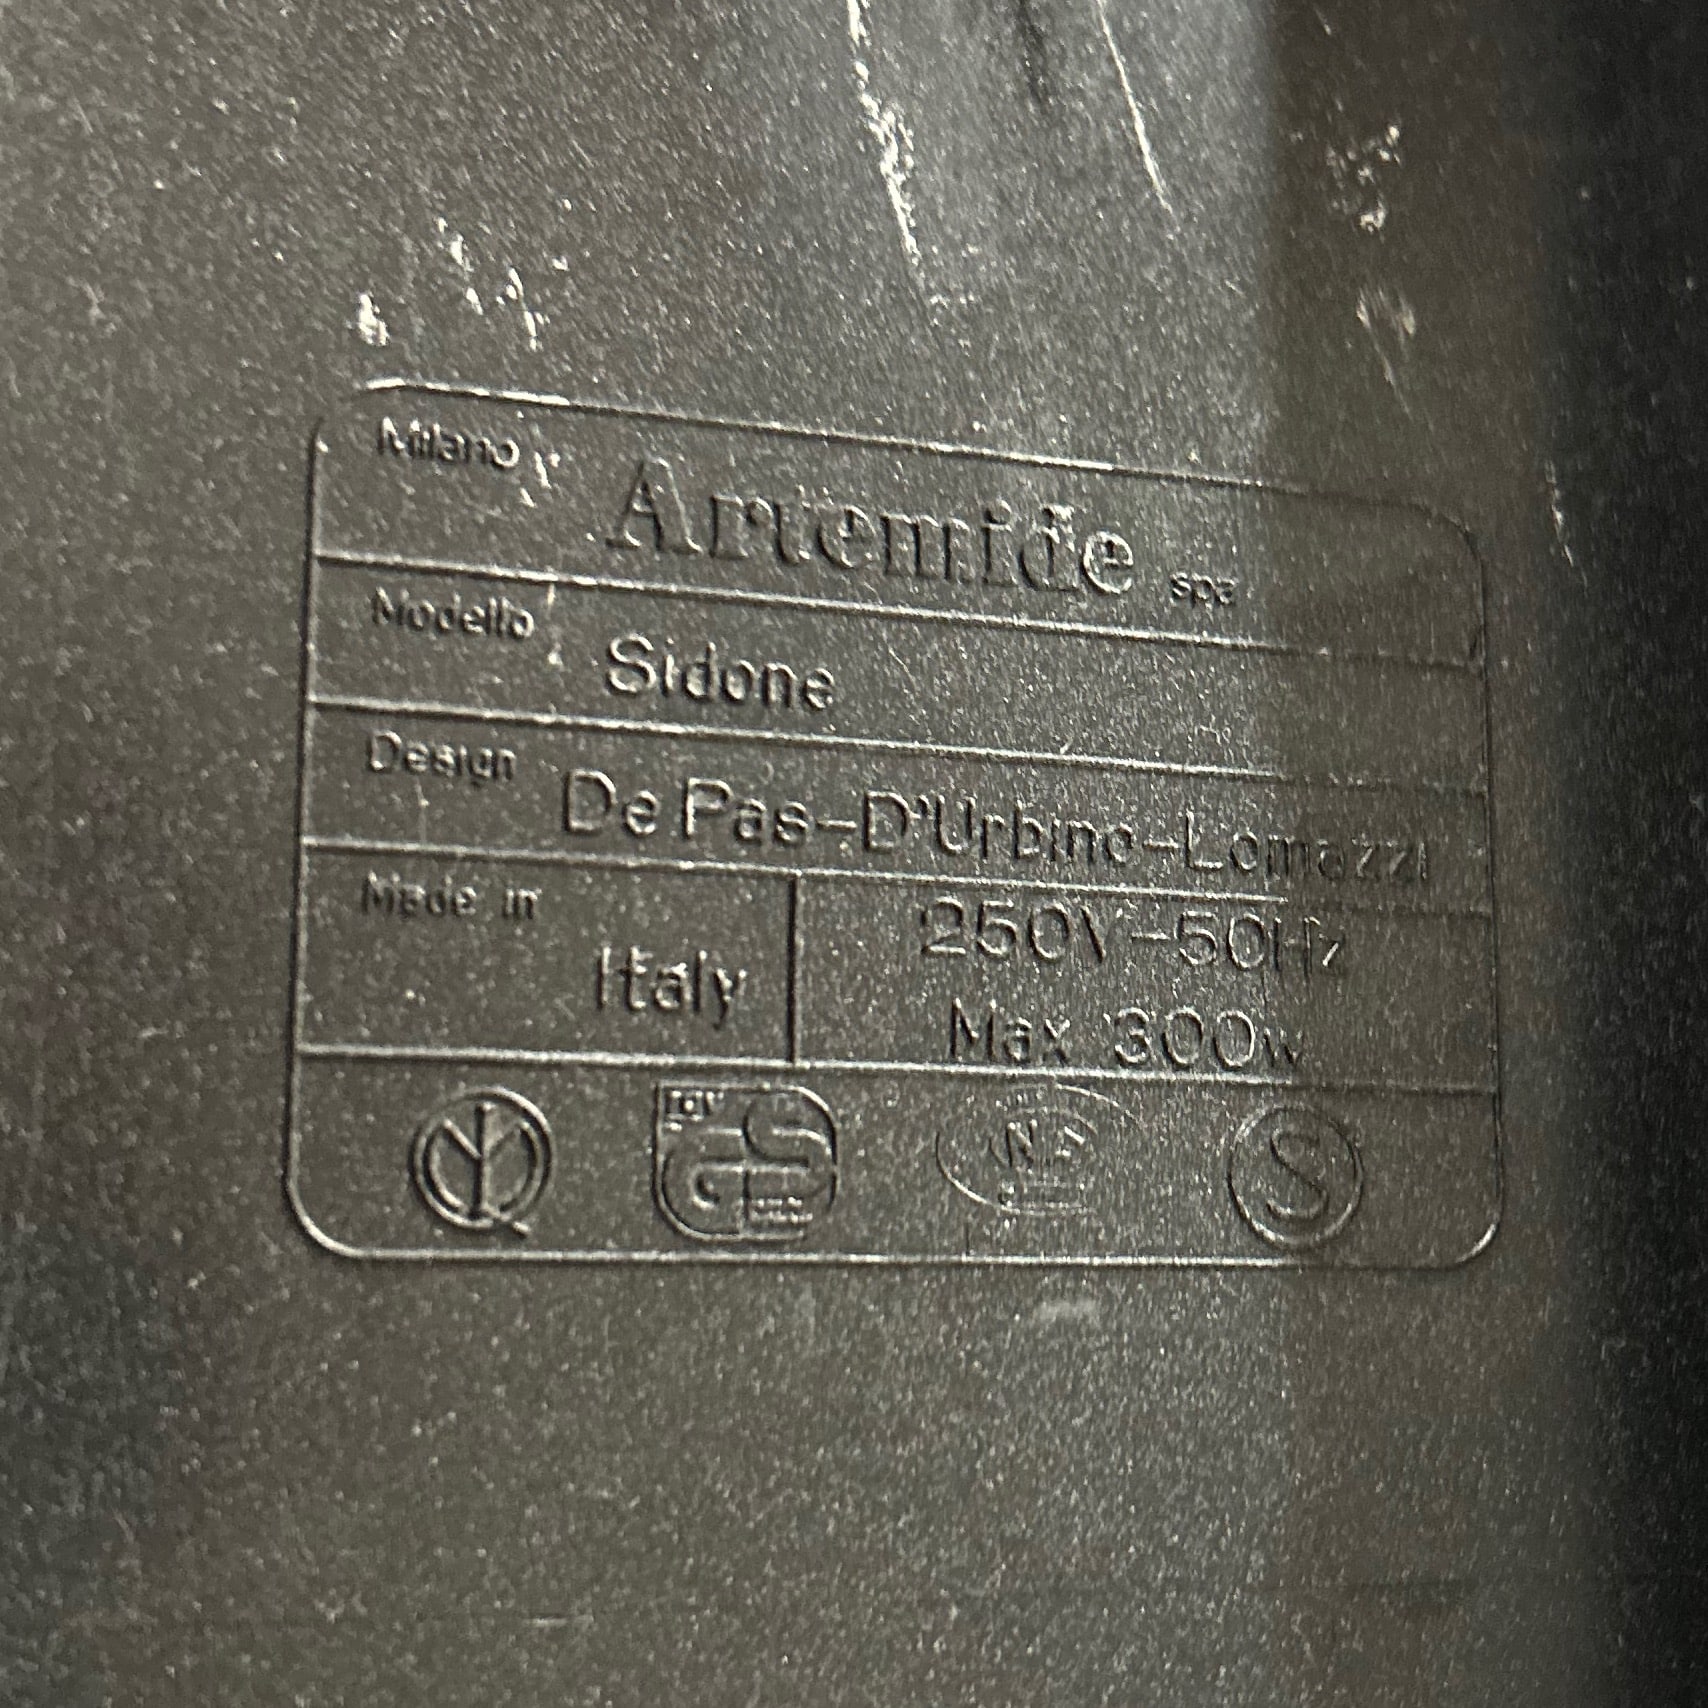 Milano
Artemide spa
Modello
Sidone
Design
De Pas-D'Urbino-Lomazzi
Made in
Italy
250V-50Hz
Max 300w
S